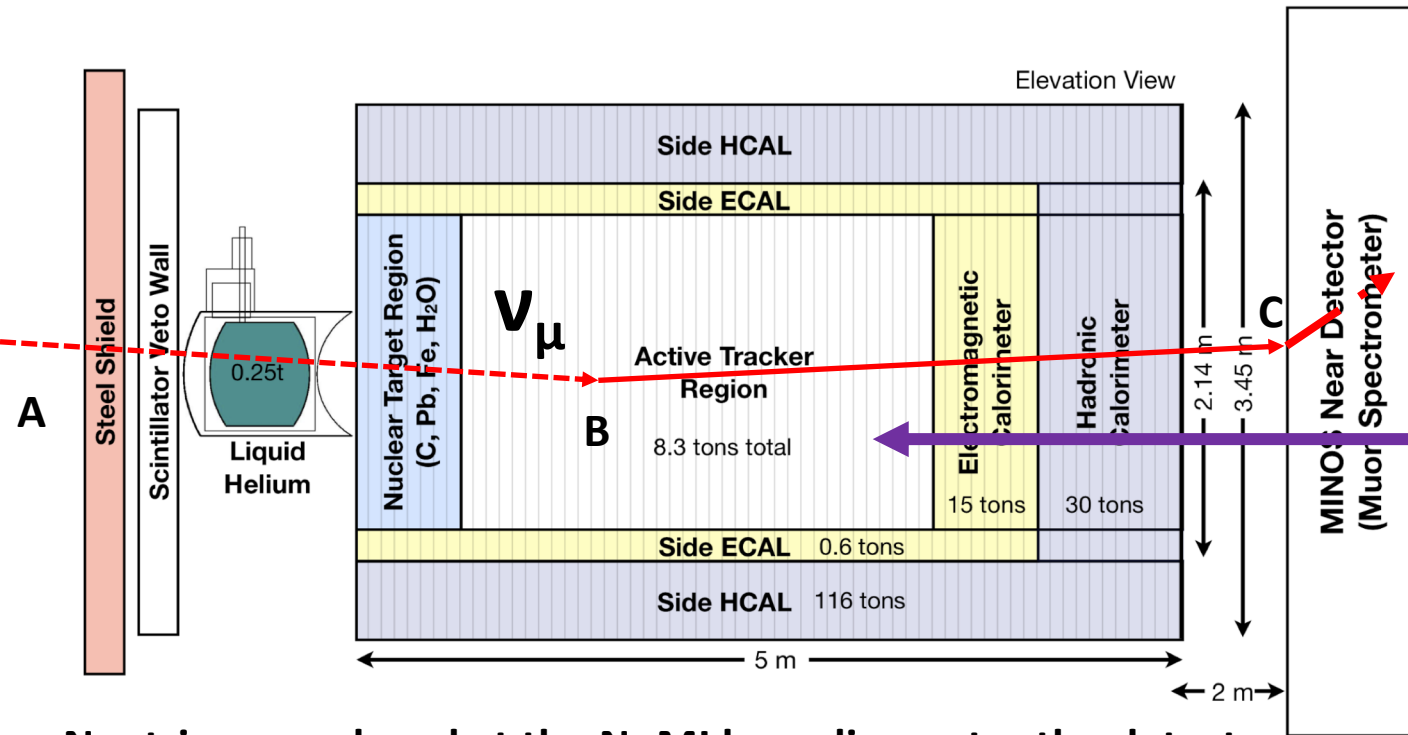 Elevation View
Side HCAL
Side ECAL
Steel Shield
Scintillator Veto Wall
0.25t
Liquid
Helium
Nuclear Target Region
(C, Pb, Fe, H₂O)
νμ
Active Tracker
Region
8.3 tons total
Electromagnetic
Calorimeter
15 tons
Hadronic
Calorimeter
30 tons
2.14 m
3.45 m
MINOS Near Detector
(Muon Spectrometer)
A
B
C
Side ECAL 0.6 tons
Side HCAL 116 tons
5 m
2 m